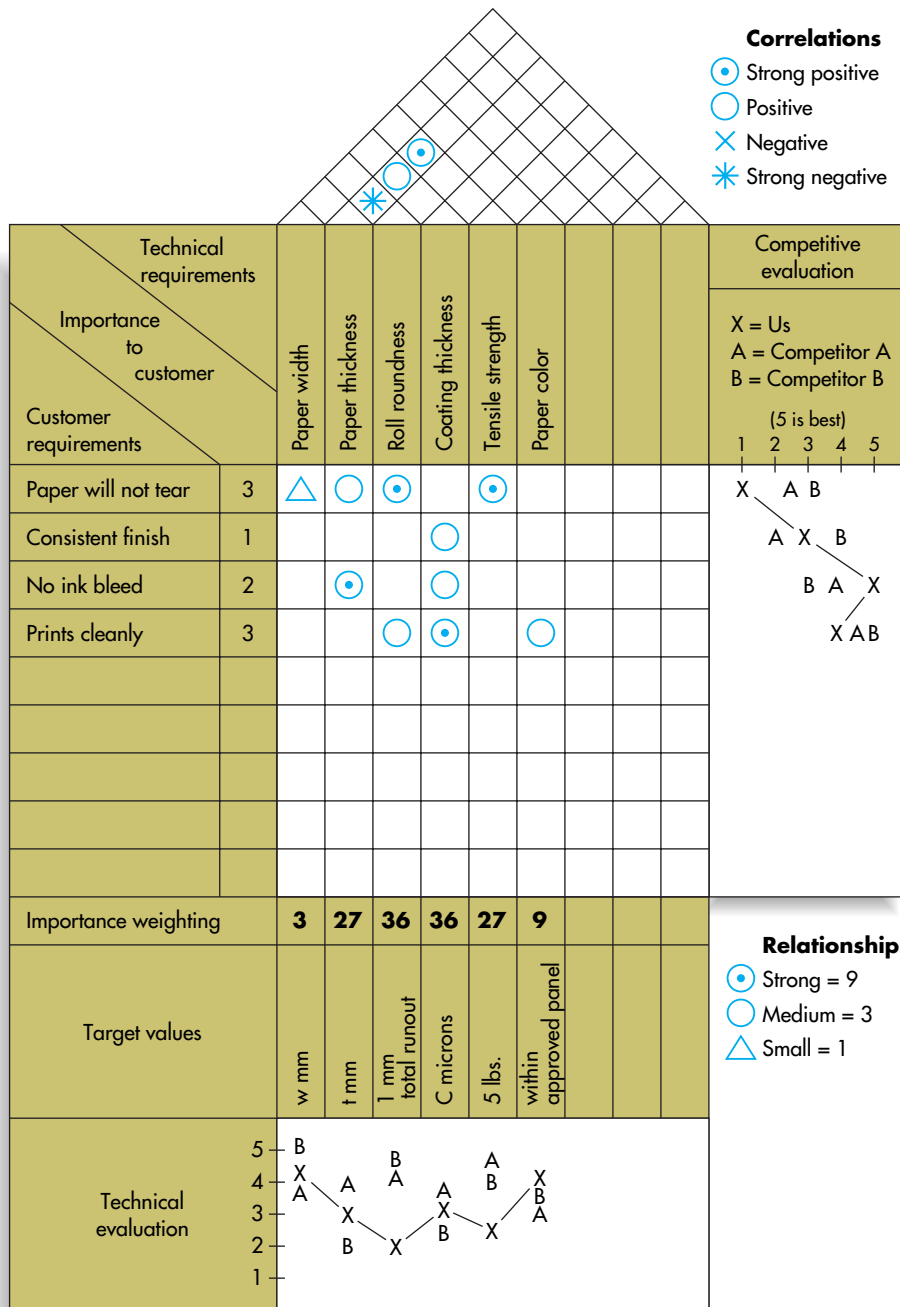 Correlations
Strong positive
Positive
Negative
Strong negative
Technical
requirements
Importance
to
customer
Customer
requirements
Paper width
Paper thickness
Roll roundness
Coating thickness
Tensile strength
Paper color
Competitive
evaluation
X = Us
A = Competitor A
B = Competitor B
(5 is best)
1 2 3 4 5
Paper will not tear 3 X A B
Consistent finish 1 A X B
No ink bleed 2 B A X
Prints cleanly 3 X A B
Importance weighting 3 27 36 36 27 9
Relationship
Strong = 9
Medium = 3
Small = 1
Target values
w mm
t mm
1 mm
total runout
C microns
5 lbs.
within
approved panel
Technical
evaluation
5
4
3
2
1
B X A
A X B
B A X
A X B
A B X
X B A